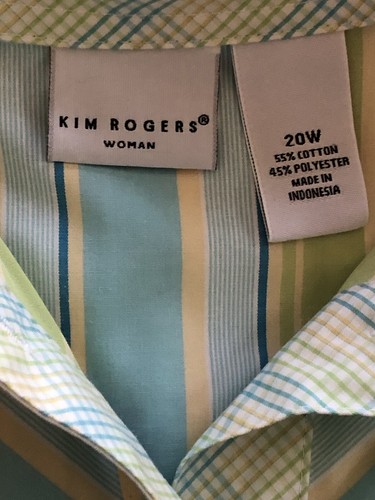 KIM ROGERS®
WOMAN
20W
55% COTTON
45% POLYESTER
MADE IN
INDONESIA